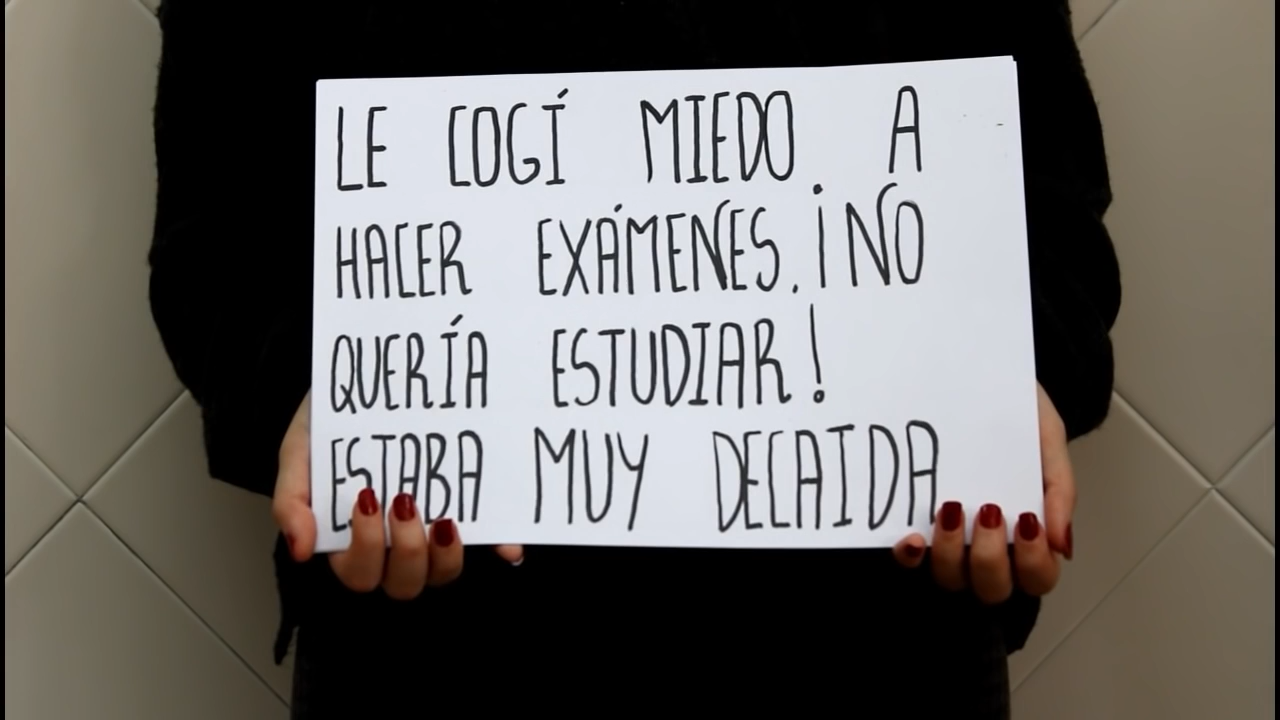 LE COGÍ MIEDO A
HACER EXÁMENES. ¡NO
QUERÍA ESTUDIAR!
ESTABA MUY DECAIDA